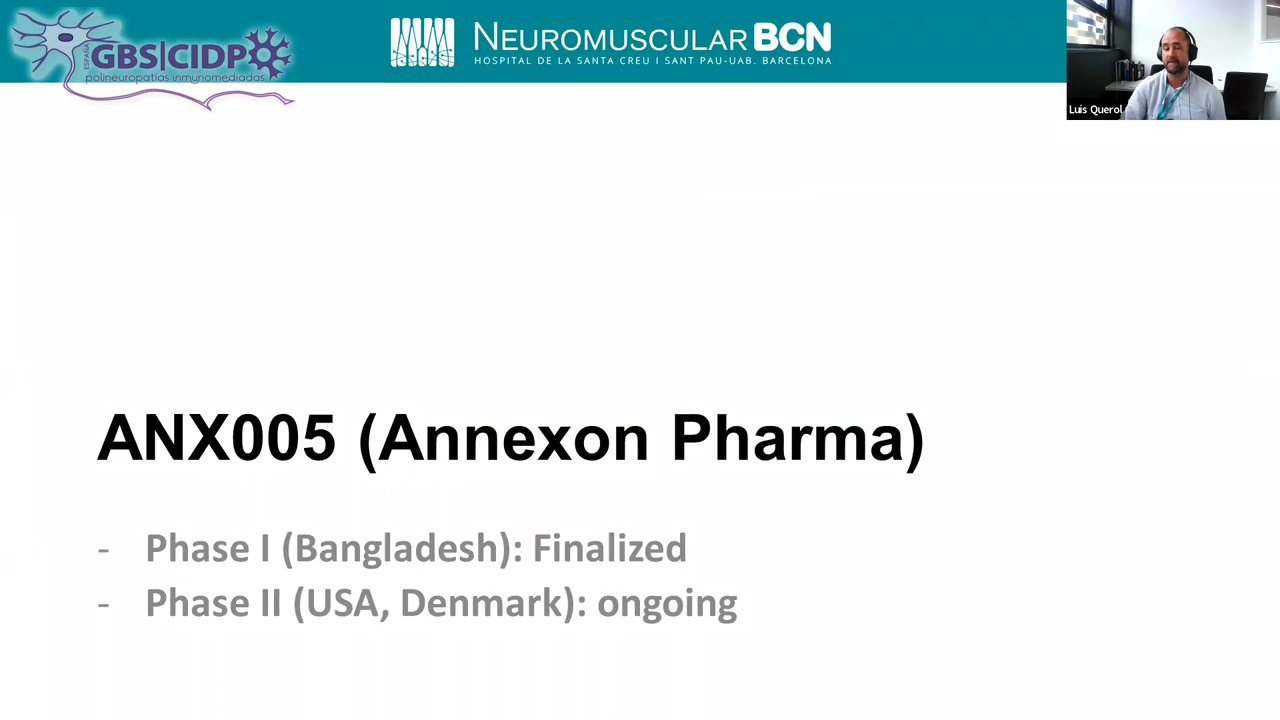 ESPAÑA
GBS|CIDP
polineuropatías inmunomediadas
NEUROMUSCULAR BCN
HOSPITAL DE LA SANTA CREU I SANT PAU-UAB. BARCELONA
Luis Querol
ANX005 (Annexon Pharma)
- Phase I (Bangladesh): Finalized
- Phase II (USA, Denmark): ongoing